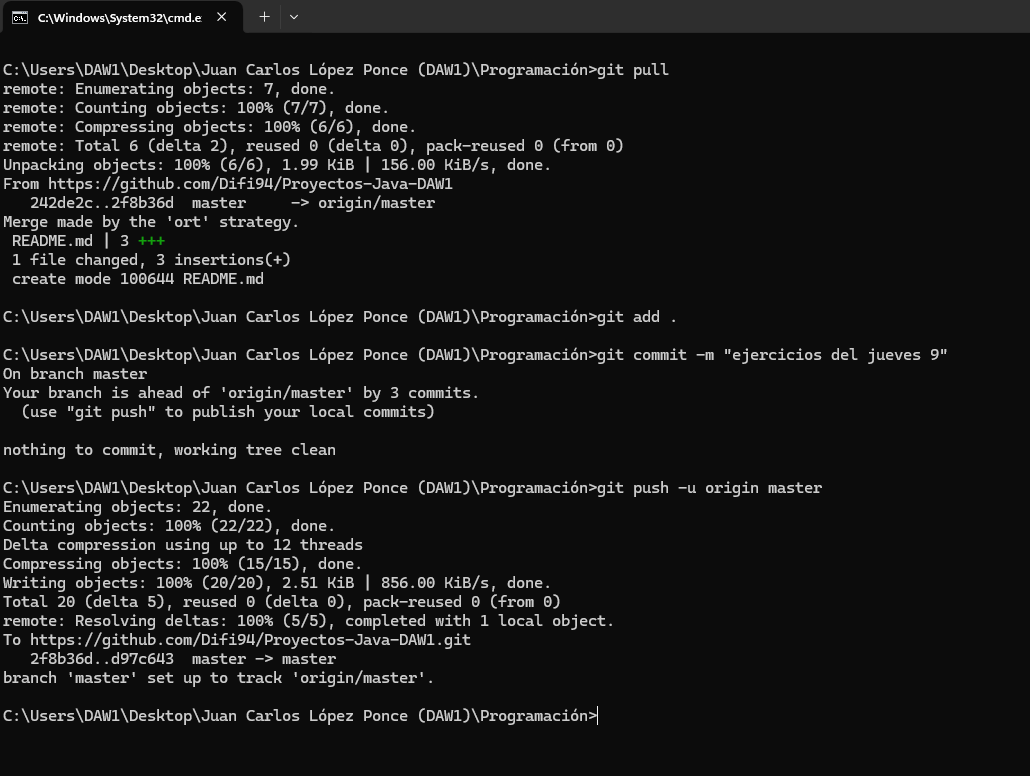 C:\Windows\System32\cmd.e
C:\Users\DAW1\Desktop\Juan Carlos López Ponce (DAW1)\Programación>git pull
remote: Enumerating objects: 7, done.
remote: Counting objects: 100% (7/7), done.
remote: Compressing objects: 100% (6/6), done.
remote: Total 6 (delta 2), reused 0 (delta 0), pack-reused 0 (from 0)
Unpacking objects: 100% (6/6), 1.99 KiB | 156.00 KiB/s, done.
From https://github.com/Difi94/Proyectos-Java-DAW1
   242de2c..2f8b36d  master     -> origin/master
Merge made by the 'ort' strategy.
 README.md | 3 +++
 1 file changed, 3 insertions(+)
 create mode 100644 README.md
C:\Users\DAW1\Desktop\Juan Carlos López Ponce (DAW1)\Programación>git add .
C:\Users\DAW1\Desktop\Juan Carlos López Ponce (DAW1)\Programación>git commit -m "ejercicios del jueves 9"
On branch master
Your branch is ahead of 'origin/master' by 3 commits.
  (use "git push" to publish your local commits)
nothing to commit, working tree clean
C:\Users\DAW1\Desktop\Juan Carlos López Ponce (DAW1)\Programación>git push -u origin master
Enumerating objects: 22, done.
Counting objects: 100% (22/22), done.
Delta compression using up to 12 threads
Compressing objects: 100% (15/15), done.
Writing objects: 100% (20/20), 2.51 KiB | 856.00 KiB/s, done.
Total 20 (delta 5), reused 0 (delta 0), pack-reused 0 (from 0)
remote: Resolving deltas: 100% (5/5), completed with 1 local object.
To https://github.com/Difi94/Proyectos-Java-DAW1.git
   2f8b36d..d97c643  master -> master
branch 'master' set up to track 'origin/master'.
C:\Users\DAW1\Desktop\Juan Carlos López Ponce (DAW1)\Programación>